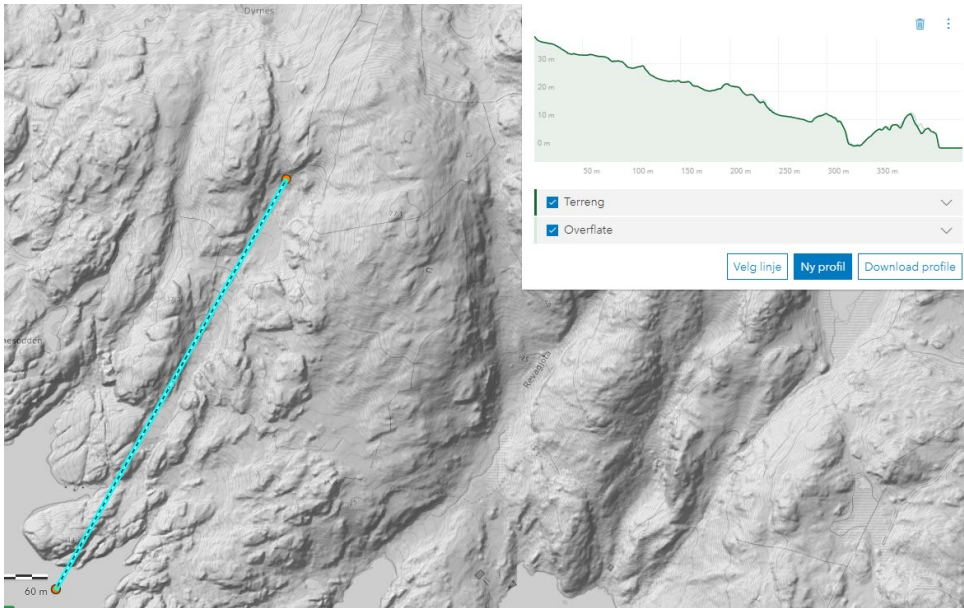 Dyrnes
30 m
20 m
10 m
0 m
50 m
100 m
150 m
200 m
250 m
300 m
350 m
Terreng
Overflate
Velg linje
Ny profil
Download profile
Revagjota
60 m